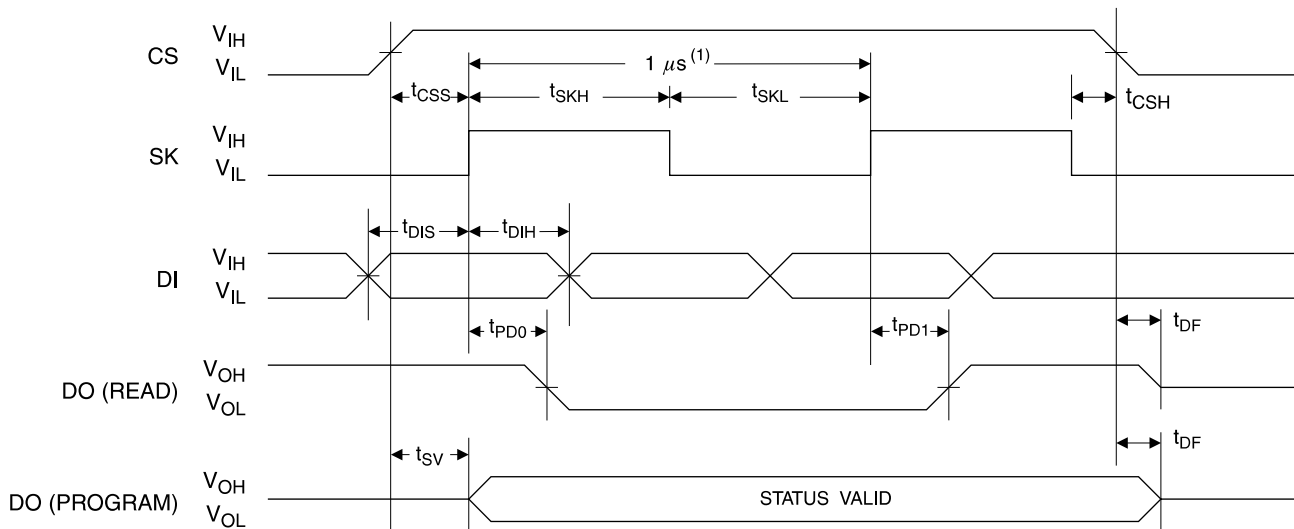 CS
V_IH
V_IL
1 μs (1)
t_CSS
t_SKH
t_SKL
t_CSH
SK
V_IH
V_IL
t_DIS
t_DIH
DI
V_IH
V_IL
t_PD0
t_PD1
t_DF
DO (READ)
V_OH
V_OL
t_SV
t_DF
DO (PROGRAM)
V_OH
V_OL
STATUS VALID